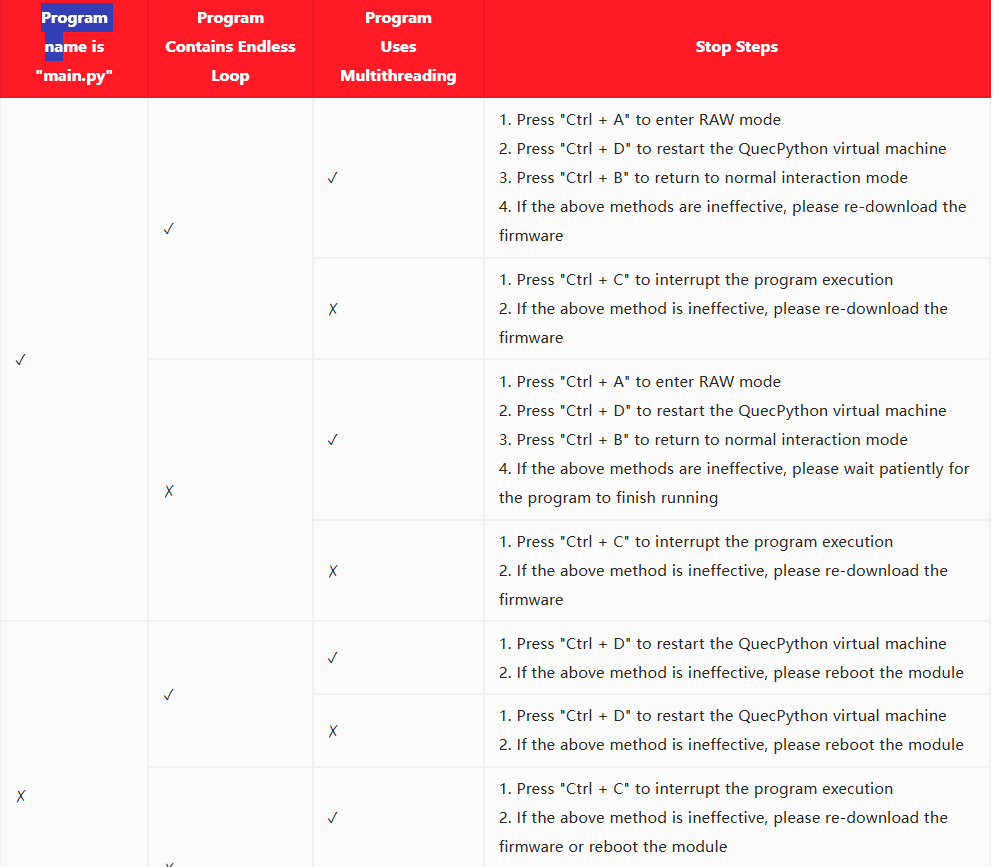 Program
name is
"main.py"
Program
Contains Endless
Loop
Program
Uses
Multithreading
Stop Steps
✓
✓
✓
1. Press "Ctrl + A" to enter RAW mode
2. Press "Ctrl + D" to restart the QuecPython virtual machine
3. Press "Ctrl + B" to return to normal interaction mode
4. If the above methods are ineffective, please re-download the
firmware
✗
1. Press "Ctrl + C" to interrupt the program execution
2. If the above method is ineffective, please re-download the
firmware
✗
✓
1. Press "Ctrl + A" to enter RAW mode
2. Press "Ctrl + D" to restart the QuecPython virtual machine
3. Press "Ctrl + B" to return to normal interaction mode
4. If the above methods are ineffective, please wait patiently for
the program to finish running
✗
1. Press "Ctrl + C" to interrupt the program execution
2. If the above method is ineffective, please re-download the
firmware
✗
✓
✓
1. Press "Ctrl + D" to restart the QuecPython virtual machine
2. If the above method is ineffective, please reboot the module
✗
1. Press "Ctrl + D" to restart the QuecPython virtual machine
2. If the above method is ineffective, please reboot the module
✓
1. Press "Ctrl + C" to interrupt the program execution
2. If the above method is ineffective, please re-download the
firmware or reboot the module